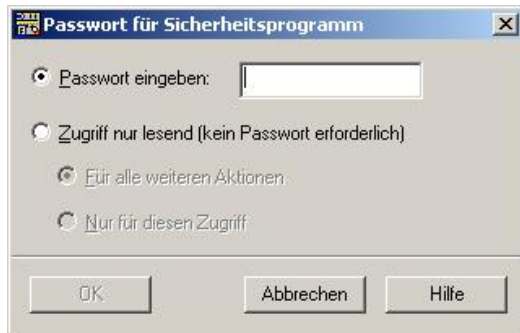 Passwort für Sicherheitsprogramm
Passwort eingeben:
Zugriff nur lesend (kein Passwort erforderlich)
Für alle weiteren Aktionen
Nur für diesen Zugriff
OK Abbrechen Hilfe